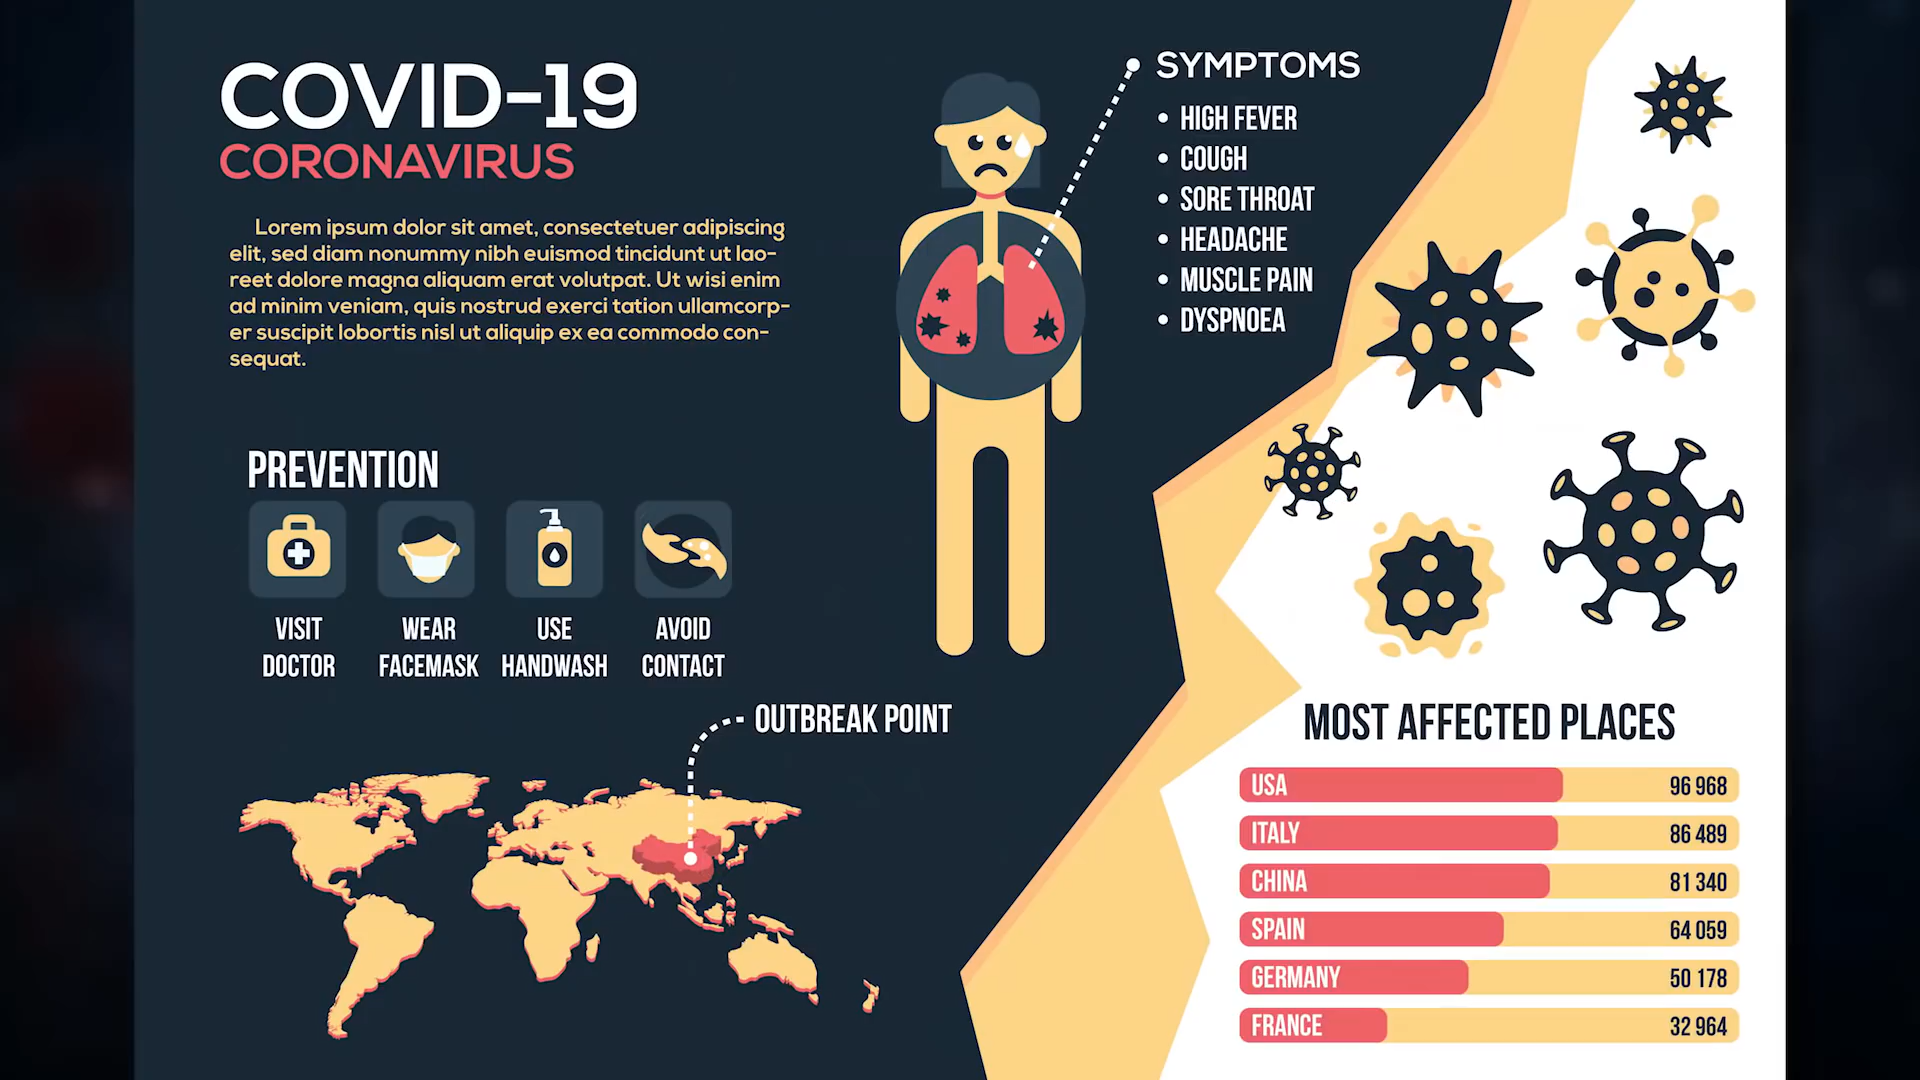 COVID-19
CORONAVIRUS
Lorem ipsum dolor sit amet, consectetuer adipiscing
elit, sed diam nonummy nibh euismod tincidunt ut lao-
reet dolore magna aliquam erat volutpat. Ut wisi enim
ad minim veniam, quis nostrud exerci tation ullamcorp-
er suscipit lobortis nisl ut aliquip ex ea commodo con-
sequat.
SYMPTOMS
• HIGH FEVER
• COUGH
• SORE THROAT
• HEADACHE
• MUSCLE PAIN
• DYSPNOEA
PREVENTION
VISIT
DOCTOR
WEAR
FACEMASK
USE
HANDWASH
AVOID
CONTACT
OUTBREAK POINT
MOST AFFECTED PLACES
USA 96 968
ITALY 86 489
CHINA 81 340
SPAIN 64 059
GERMANY 50 178
FRANCE 32 964